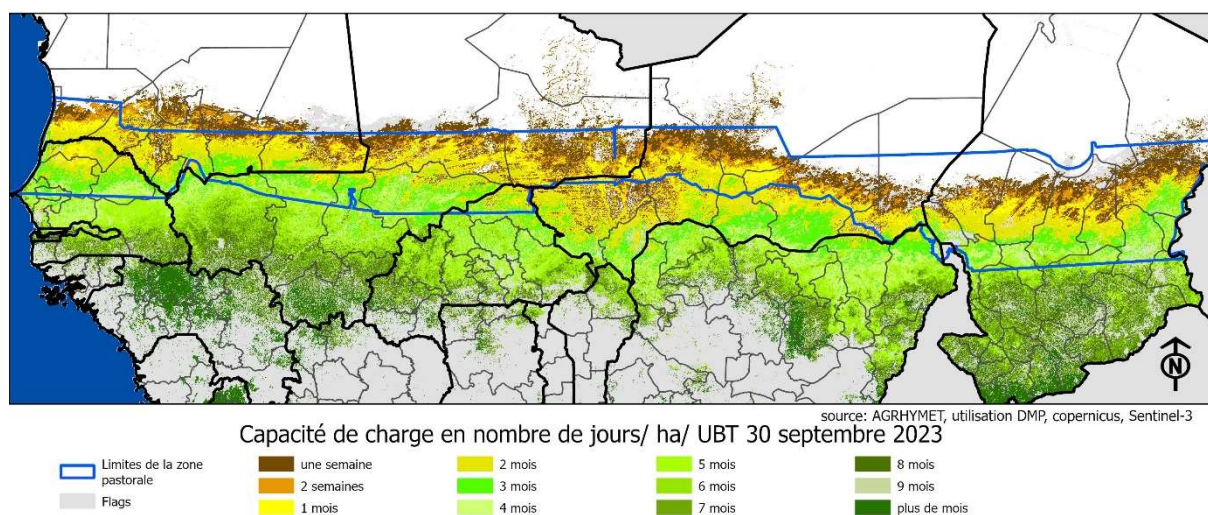 N
source: AGRHYMET, utilisation DMP, copernicus, Sentinel-3
Capacité de charge en nombre de jours/ ha/ UBT 30 septembre 2023
Limites de la zone
pastorale
Flags
une semaine
2 semaines
1 mois
2 mois
3 mois
4 mois
5 mois
6 mois
7 mois
8 mois
9 mois
plus de mois